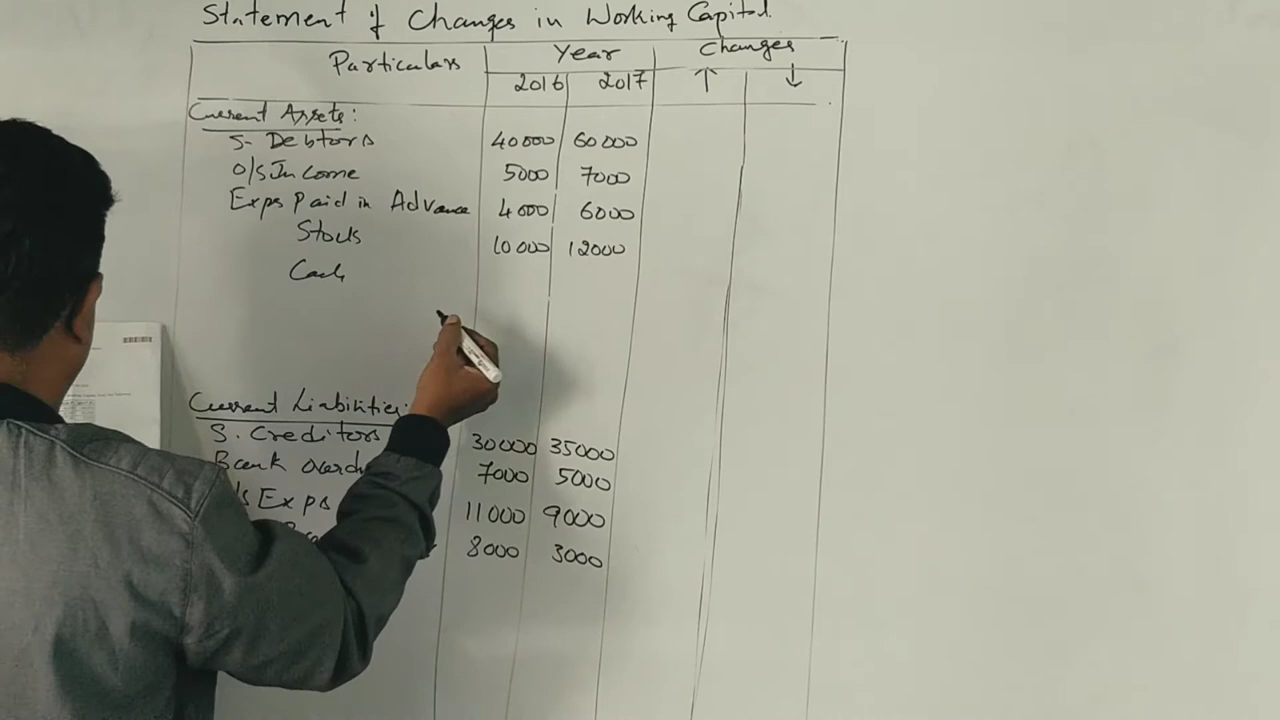 Statement of Changes in Working Capital
Particulars Year Changes
2016 2017 ↑ ↓
Current Assets:
S. Debtors 40000 60000
O/S Income 5000 7000
Exps Paid in Advance 4000 6000
Stocks 10000 12000
Cash
Current Liabilities:
S. Creditors 30000 35000
Bank 7000 5000
Exps 11000 9000
8000 3000